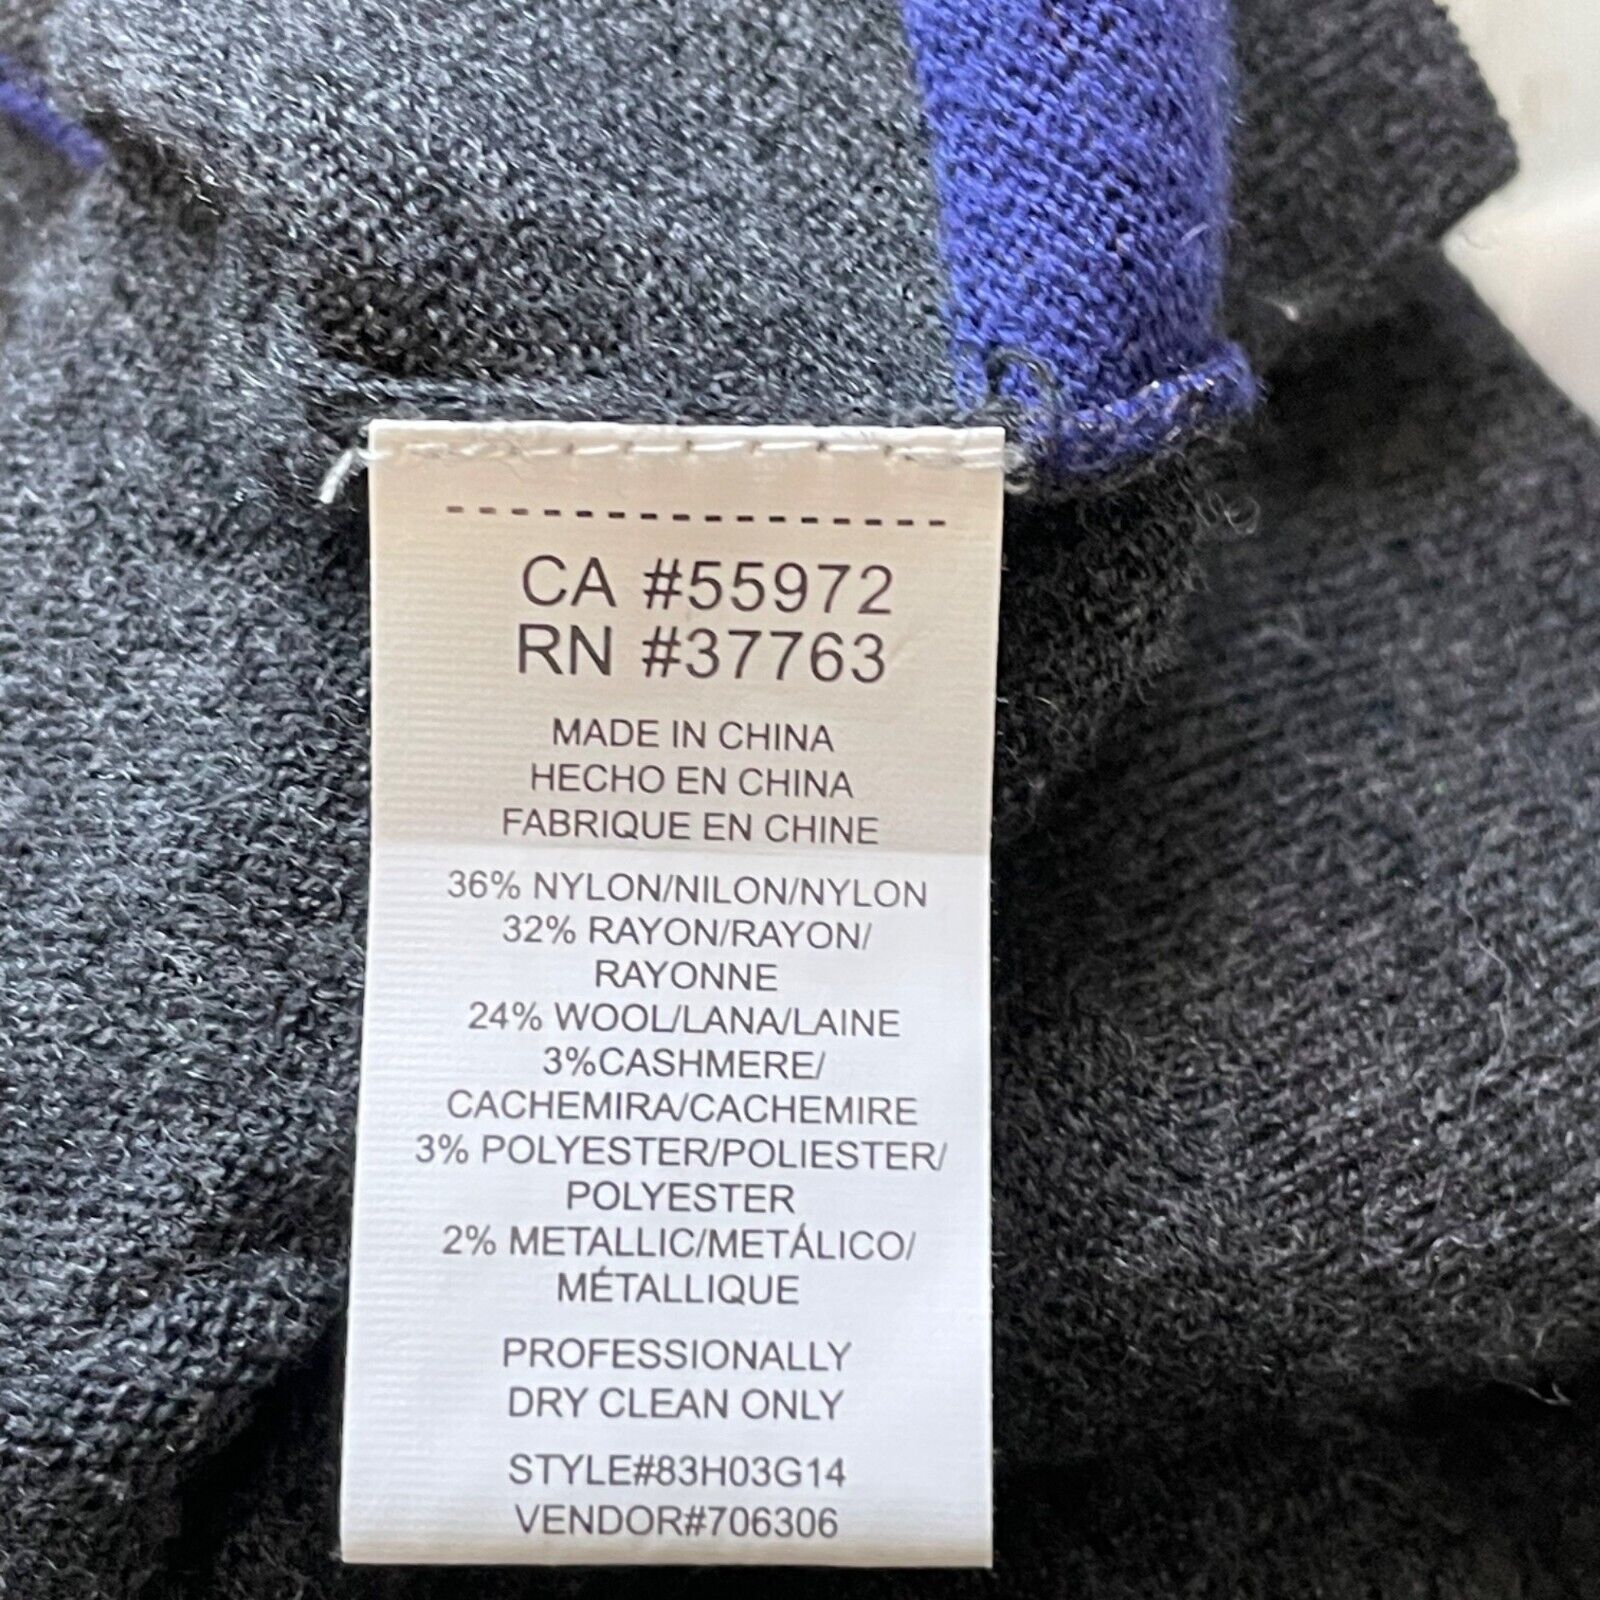 CA #55972
RN #37763
MADE IN CHINA
HECHO EN CHINA
FABRIQUE EN CHINE
36% NYLON/NILON/NYLON
32% RAYON/RAYON/
RAYONNE
24% WOOL/LANA/LAINE
3%CASHMERE/
CACHEMIRA/CACHEMIRE
3% POLYESTER/POLIESTER/
POLYESTER
2% METALLIC/METÁLICO/
MÉTALLIQUE
PROFESSIONALLY
DRY CLEAN ONLY
STYLE#83H03G14
VENDOR#706306